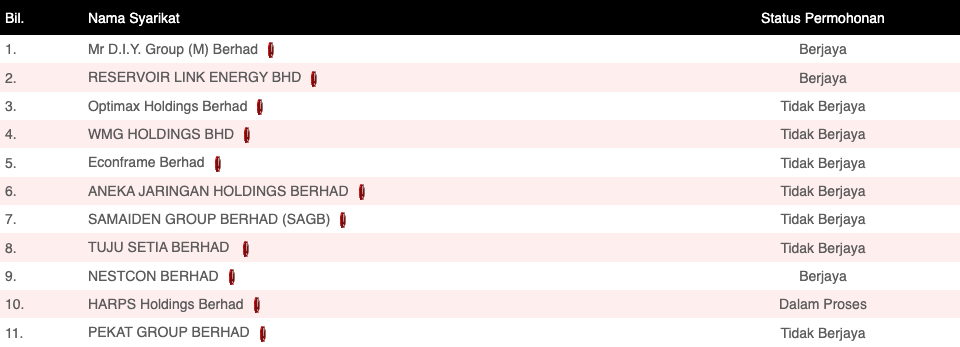 Bil. Nama Syarikat Status Permohonan
1. Mr D.I.Y. Group (M) Berhad Berjaya
2. RESERVOIR LINK ENERGY BHD Berjaya
3. Optimax Holdings Berhad Tidak Berjaya
4. WMG HOLDINGS BHD Tidak Berjaya
5. Econframe Berhad Tidak Berjaya
6. ANEKA JARINGAN HOLDINGS BERHAD Tidak Berjaya
7. SAMAIDEN GROUP BERHAD (SAGB) Tidak Berjaya
8. TUJU SETIA BERHAD Tidak Berjaya
9. NESTCON BERHAD Berjaya
10. HARPS Holdings Berhad Dalam Proses
11. PEKAT GROUP BERHAD Tidak Berjaya